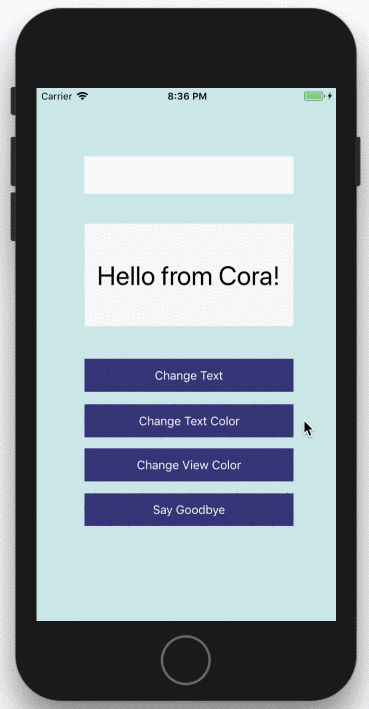 Carrier 8:36 PM
Hello from Cora!
Change Text
Change Text Color
Change View Color
Say Goodbye